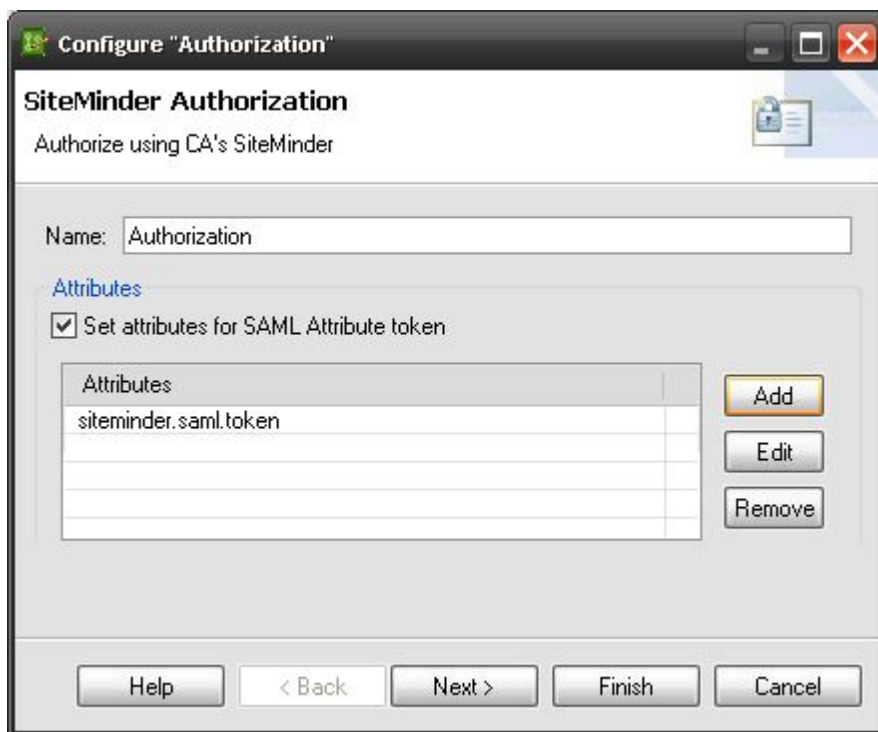 Configure "Authorization"
SiteMinder Authorization
Authorize using CA's SiteMinder
Name: Authorization
Attributes
Set attributes for SAML Attribute token
Attributes
siteminder.saml.token
Add
Edit
Remove
Help < Back Next > Finish Cancel